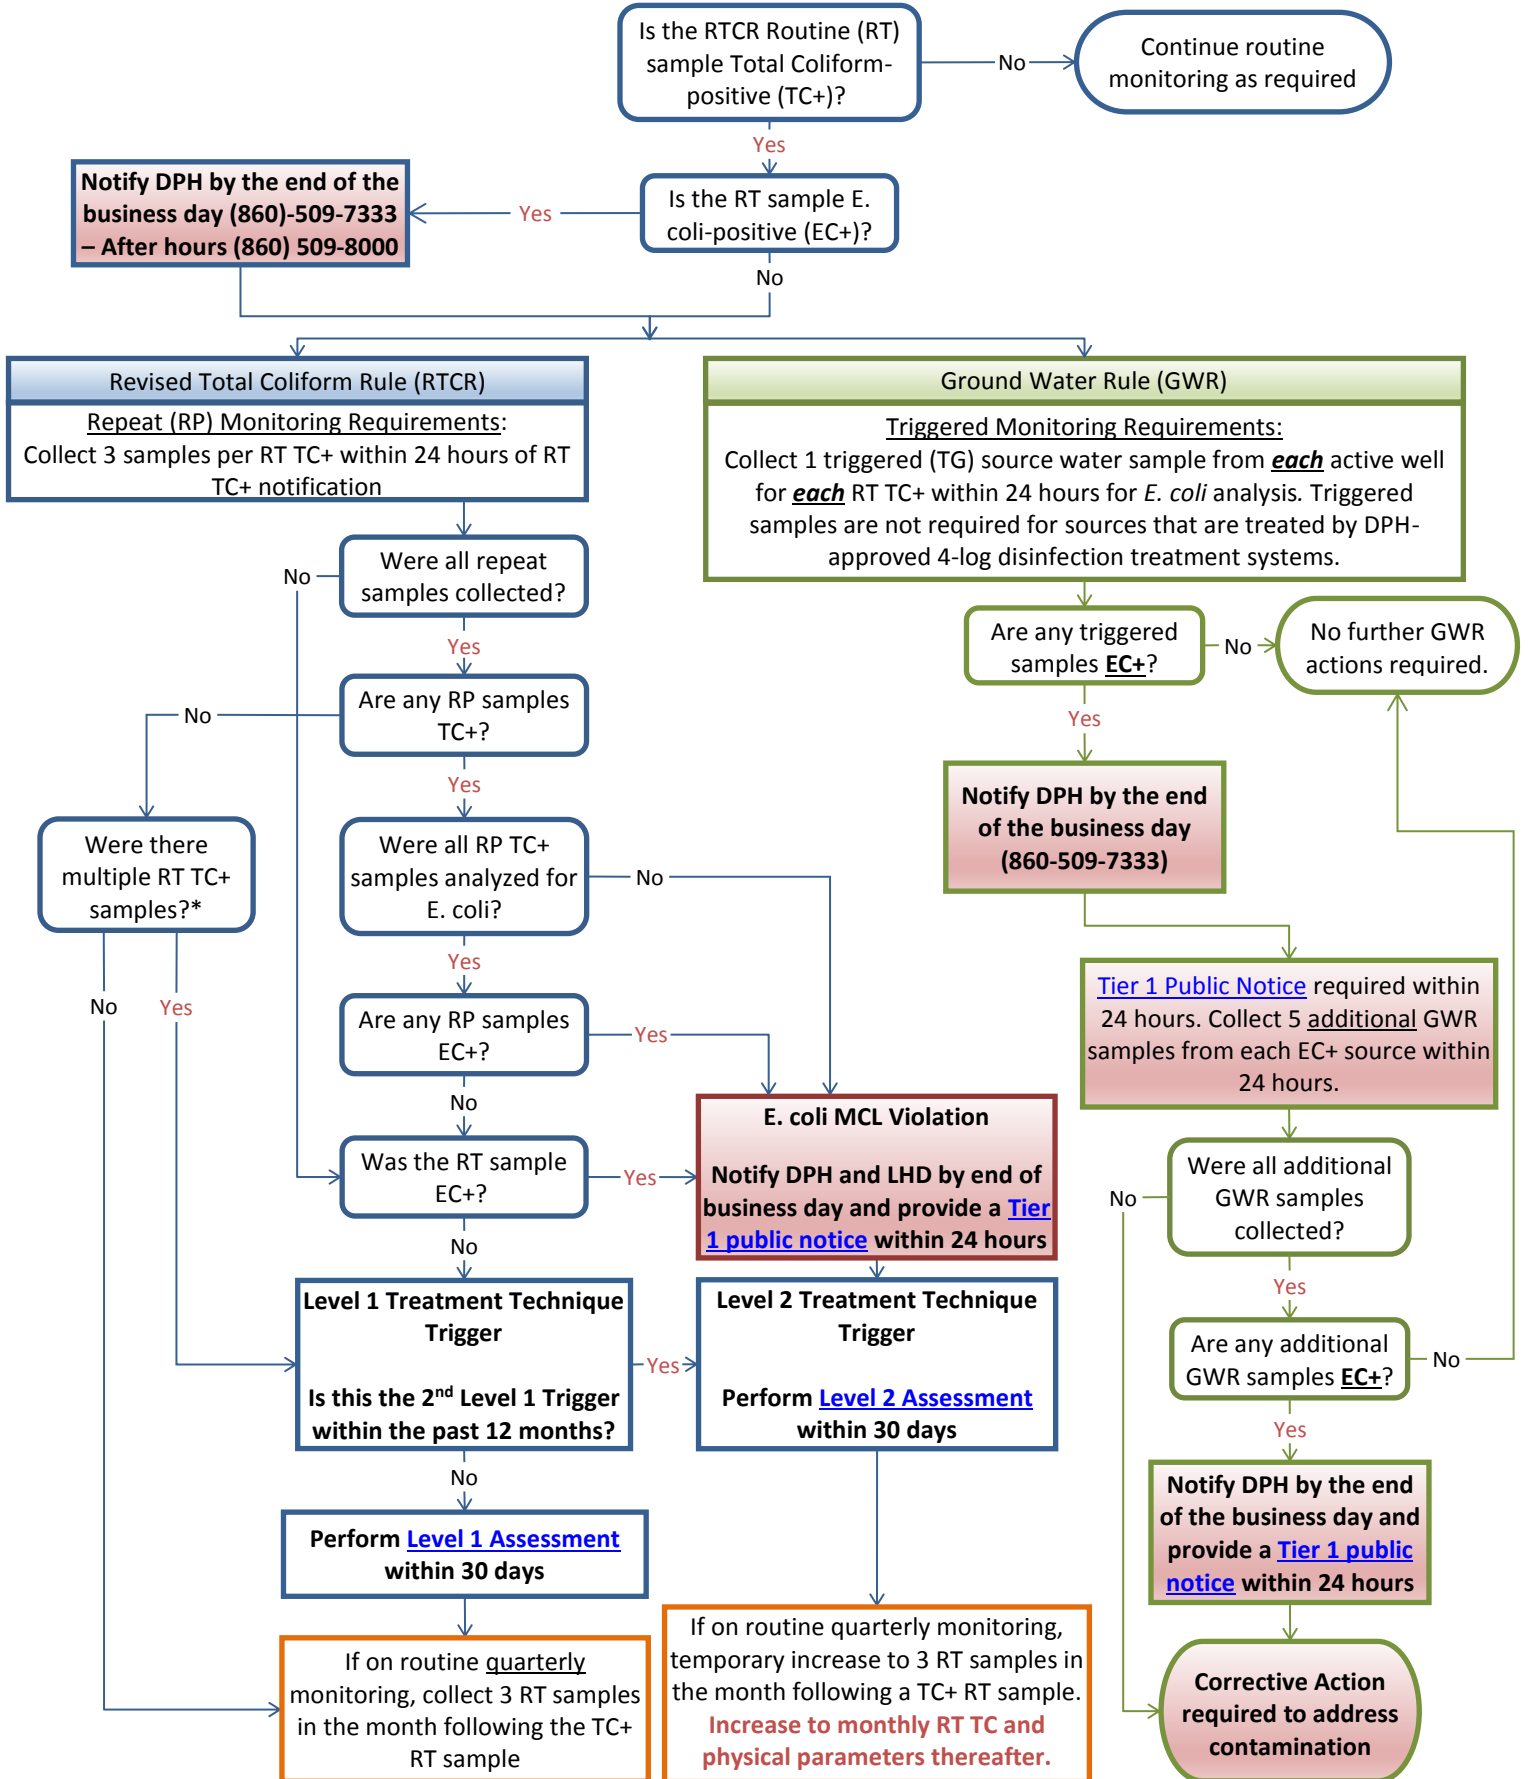 Is the RTCR Routine (RT)
sample Total Coliform-
positive (TC+)?
No
Continue routine
monitoring as required
Yes
Notify DPH by the end of the
business day (860)-509-7333
– After hours (860) 509-8000
Yes
Is the RT sample E.
coli-positive (EC+)?
No
Revised Total Coliform Rule (RTCR)
Repeat (RP) Monitoring Requirements:
Collect 3 samples per RT TC+ within 24 hours of RT
TC+ notification
Ground Water Rule (GWR)
Triggered Monitoring Requirements:
Collect 1 triggered (TG) source water sample from each active well
for each RT TC+ within 24 hours for E. coli analysis. Triggered
samples are not required for sources that are treated by DPH-
approved 4-log disinfection treatment systems.
No
Were all repeat
samples collected?
Yes
No
Are any RP samples
TC+?
Yes
Were there
multiple RT TC+
samples?*
No
Yes
Were all RP TC+
samples analyzed for
E. coli?
No
Yes
Are any RP samples
EC+?
Yes
No
Was the RT sample
EC+?
Yes
No
E. coli MCL Violation
Notify DPH and LHD by end of
business day and provide a Tier
1 public notice within 24 hours
Level 1 Treatment Technique
Trigger
Is this the 2nd Level 1 Trigger
within the past 12 months?
Yes
No
Level 2 Treatment Technique
Trigger
Perform Level 2 Assessment
within 30 days
Perform Level 1 Assessment
within 30 days
If on routine quarterly
monitoring, collect 3 RT samples
in the month following the TC+
RT sample
If on routine quarterly monitoring,
temporary increase to 3 RT samples in
the month following a TC+ RT sample.
Increase to monthly RT TC and
physical parameters thereafter.
Are any triggered
samples EC+?
No
No further GWR
actions required.
Yes
Notify DPH by the end
of the business day
(860-509-7333)
Tier 1 Public Notice required within
24 hours. Collect 5 additional GWR
samples from each EC+ source within
24 hours.
Were all additional
GWR samples
collected?
No
Yes
Are any additional
GWR samples EC+?
No
Yes
Notify DPH by the end
of the business day and
provide a Tier 1 public
notice within 24 hours
Corrective Action
required to address
contamination